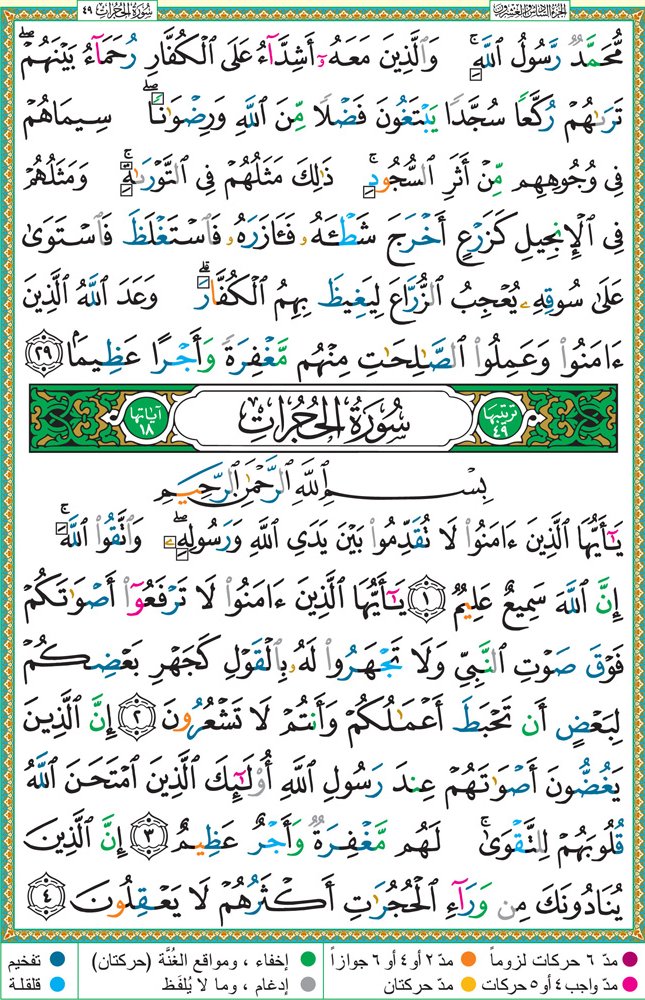 الجزء السادس والعشرون
سورة الحجرات ٤٩
مُّحَمَّدٌ رَّسُولُ ٱللَّهِۚ وَٱلَّذِينَ مَعَهُۥٓ أَشِدَّآءُ عَلَى ٱلْكُفَّارِ رُحَمَآءُ بَيْنَهُمْۖ
تَرَىٰهُمْ رُكَّعًا سُجَّدًا يَبْتَغُونَ فَضْلًا مِّنَ ٱللَّهِ وَرِضْوَٰنًاۖ سِيمَاهُمْ
فِى وُجُوهِهِم مِّنْ أَثَرِ ٱلسُّجُودِۚ ذَٰلِكَ مَثَلُهُمْ فِى ٱلتَّوْرَىٰةِۚ وَمَثَلُهُمْ
فِى ٱلْإِنجِيلِ كَزَرْعٍ أَخْرَجَ شَطْـَٔهُۥ فَـَٔازَرَهُۥ فَٱسْتَغْلَظَ فَٱسْتَوَىٰ
عَلَىٰ سُوقِهِۦ يُعْجِبُ ٱلزُّرَّاعَ لِيَغِيظَ بِهِمُ ٱلْكُفَّارَۗ وَعَدَ ٱللَّهُ ٱلَّذِينَ
ءَامَنُوا۟ وَعَمِلُوا۟ ٱلصَّٰلِحَٰتِ مِنْهُم مَّغْفِرَةً وَأَجْرًا عَظِيمًۢا ٢٩
ترتيبها ٤٩ سُورَةُ الحُجُرَاتِ آياتها ١٨
بِسْمِ ٱللَّهِ ٱلرَّحْمَٰنِ ٱلرَّحِيمِ
يَٰٓأَيُّهَا ٱلَّذِينَ ءَامَنُوا۟ لَا تُقَدِّمُوا۟ بَيْنَ يَدَىِ ٱللَّهِ وَرَسُولِهِۦۖ وَٱتَّقُوا۟ ٱللَّهَۚ
إِنَّ ٱللَّهَ سَمِيعٌ عَلِيمٌ ١ يَٰٓأَيُّهَا ٱلَّذِينَ ءَامَنُوا۟ لَا تَرْفَعُوٓا۟ أَصْوَٰتَكُمْ
فَوْقَ صَوْتِ ٱلنَّبِىِّ وَلَا تَجْهَرُوا۟ لَهُۥ بِٱلْقَوْلِ كَجَهْرِ بَعْضِكُمْ
لِبَعْضٍ أَن تَحْبَطَ أَعْمَٰلُكُمْ وَأَنتُمْ لَا تَشْعُرُونَ ٢ إِنَّ ٱلَّذِينَ
يَغُضُّونَ أَصْوَٰتَهُمْ عِندَ رَسُولِ ٱللَّهِ أُو۟لَٰٓئِكَ ٱلَّذِينَ ٱمْتَحَنَ ٱللَّهُ
قُلُوبَهُمْ لِلتَّقْوَىٰۚ لَهُم مَّغْفِرَةٌ وَأَجْرٌ عَظِيمٌ ٣ إِنَّ ٱلَّذِينَ
يُنَادُونَكَ مِن وَرَآءِ ٱلْحُجُرَٰتِ أَكْثَرُهُمْ لَا يَعْقِلُونَ ٤
مدّ ٦ حركات لزوماً مدّ ٢ أو ٤ أو ٦ جوازاً إخفاء ، ومواقع الغُنَّة (حركتان) تفخيم
مدّ واجب ٤ أو ٥ حركات مدّ حركتان إدغام ، وما لا يُلفَظ قلقلة